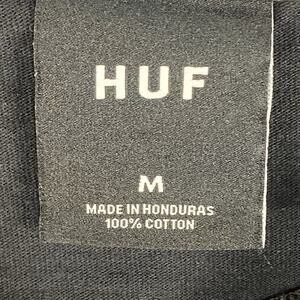 HUF
M
MADE IN HONDURAS
100% COTTON